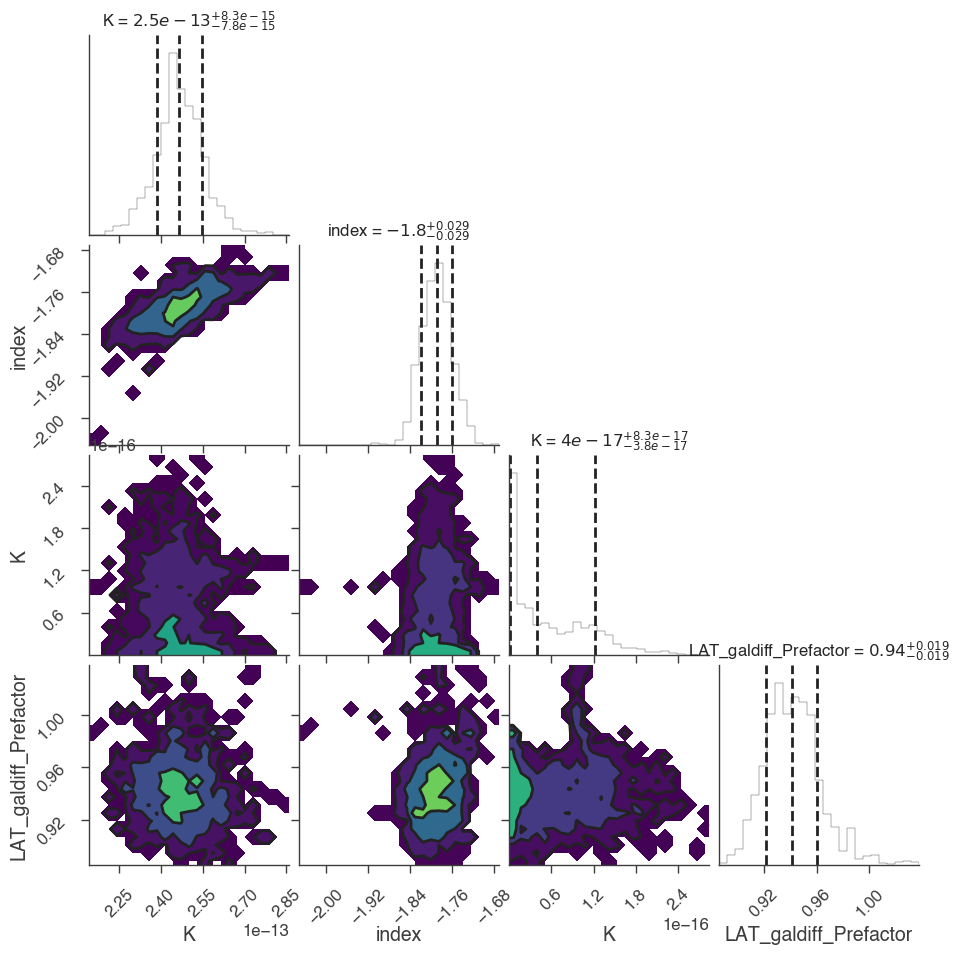 K = 2.5e−13+8.3e−15−7.8e−15
index = −1.8+0.029−0.029
−1.68
−1.76
−1.84
−1.92
−2.00
index
K = 4e−17+8.3e−17−3.8e−17
2.4
1.8
1.2
0.6
K
LAT_galdiff_Prefactor = 0.94+0.019−0.019
1.00
0.96
0.92
LAT_galdiff_Prefactor
2.25 2.40 2.55 2.70 2.85
1e−13
K
−2.00 −1.92 −1.84 −1.76 −1.68
index
0.6 1.2 1.8 2.4
1e−16
K
0.92 0.96 1.00
LAT_galdiff_Prefactor